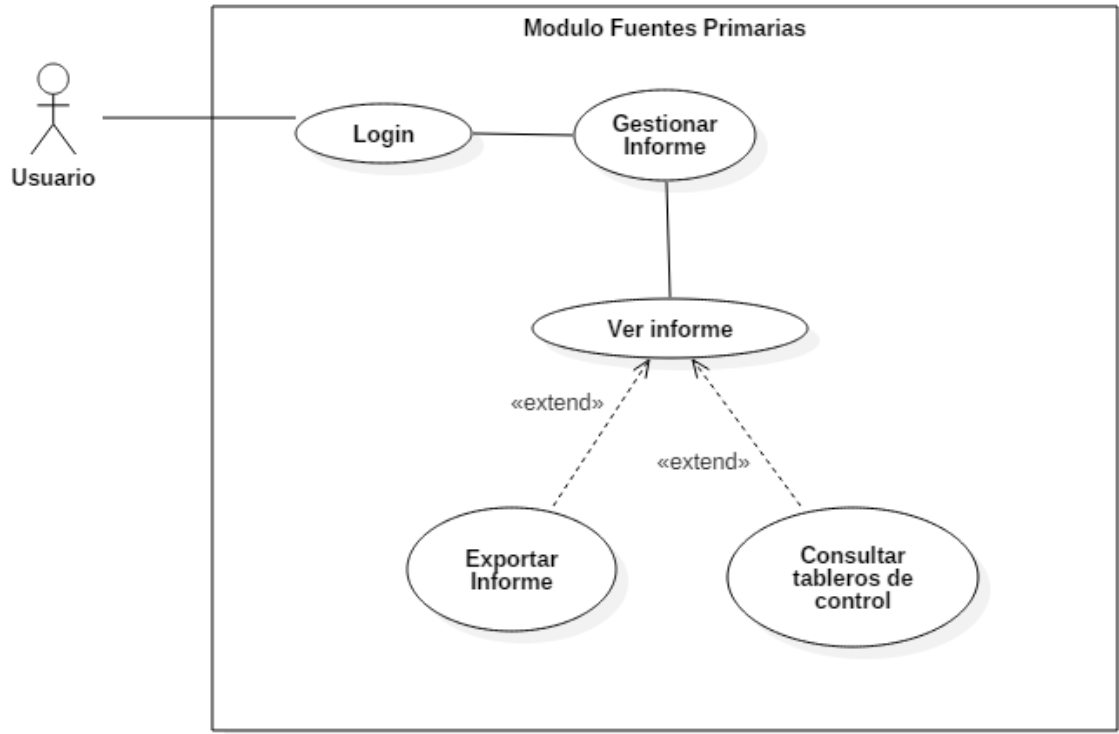 Modulo Fuentes Primarias
Usuario
Login
Gestionar
Informe
Ver informe
«extend»
«extend»
Exportar
Informe
Consultar
tableros de
control